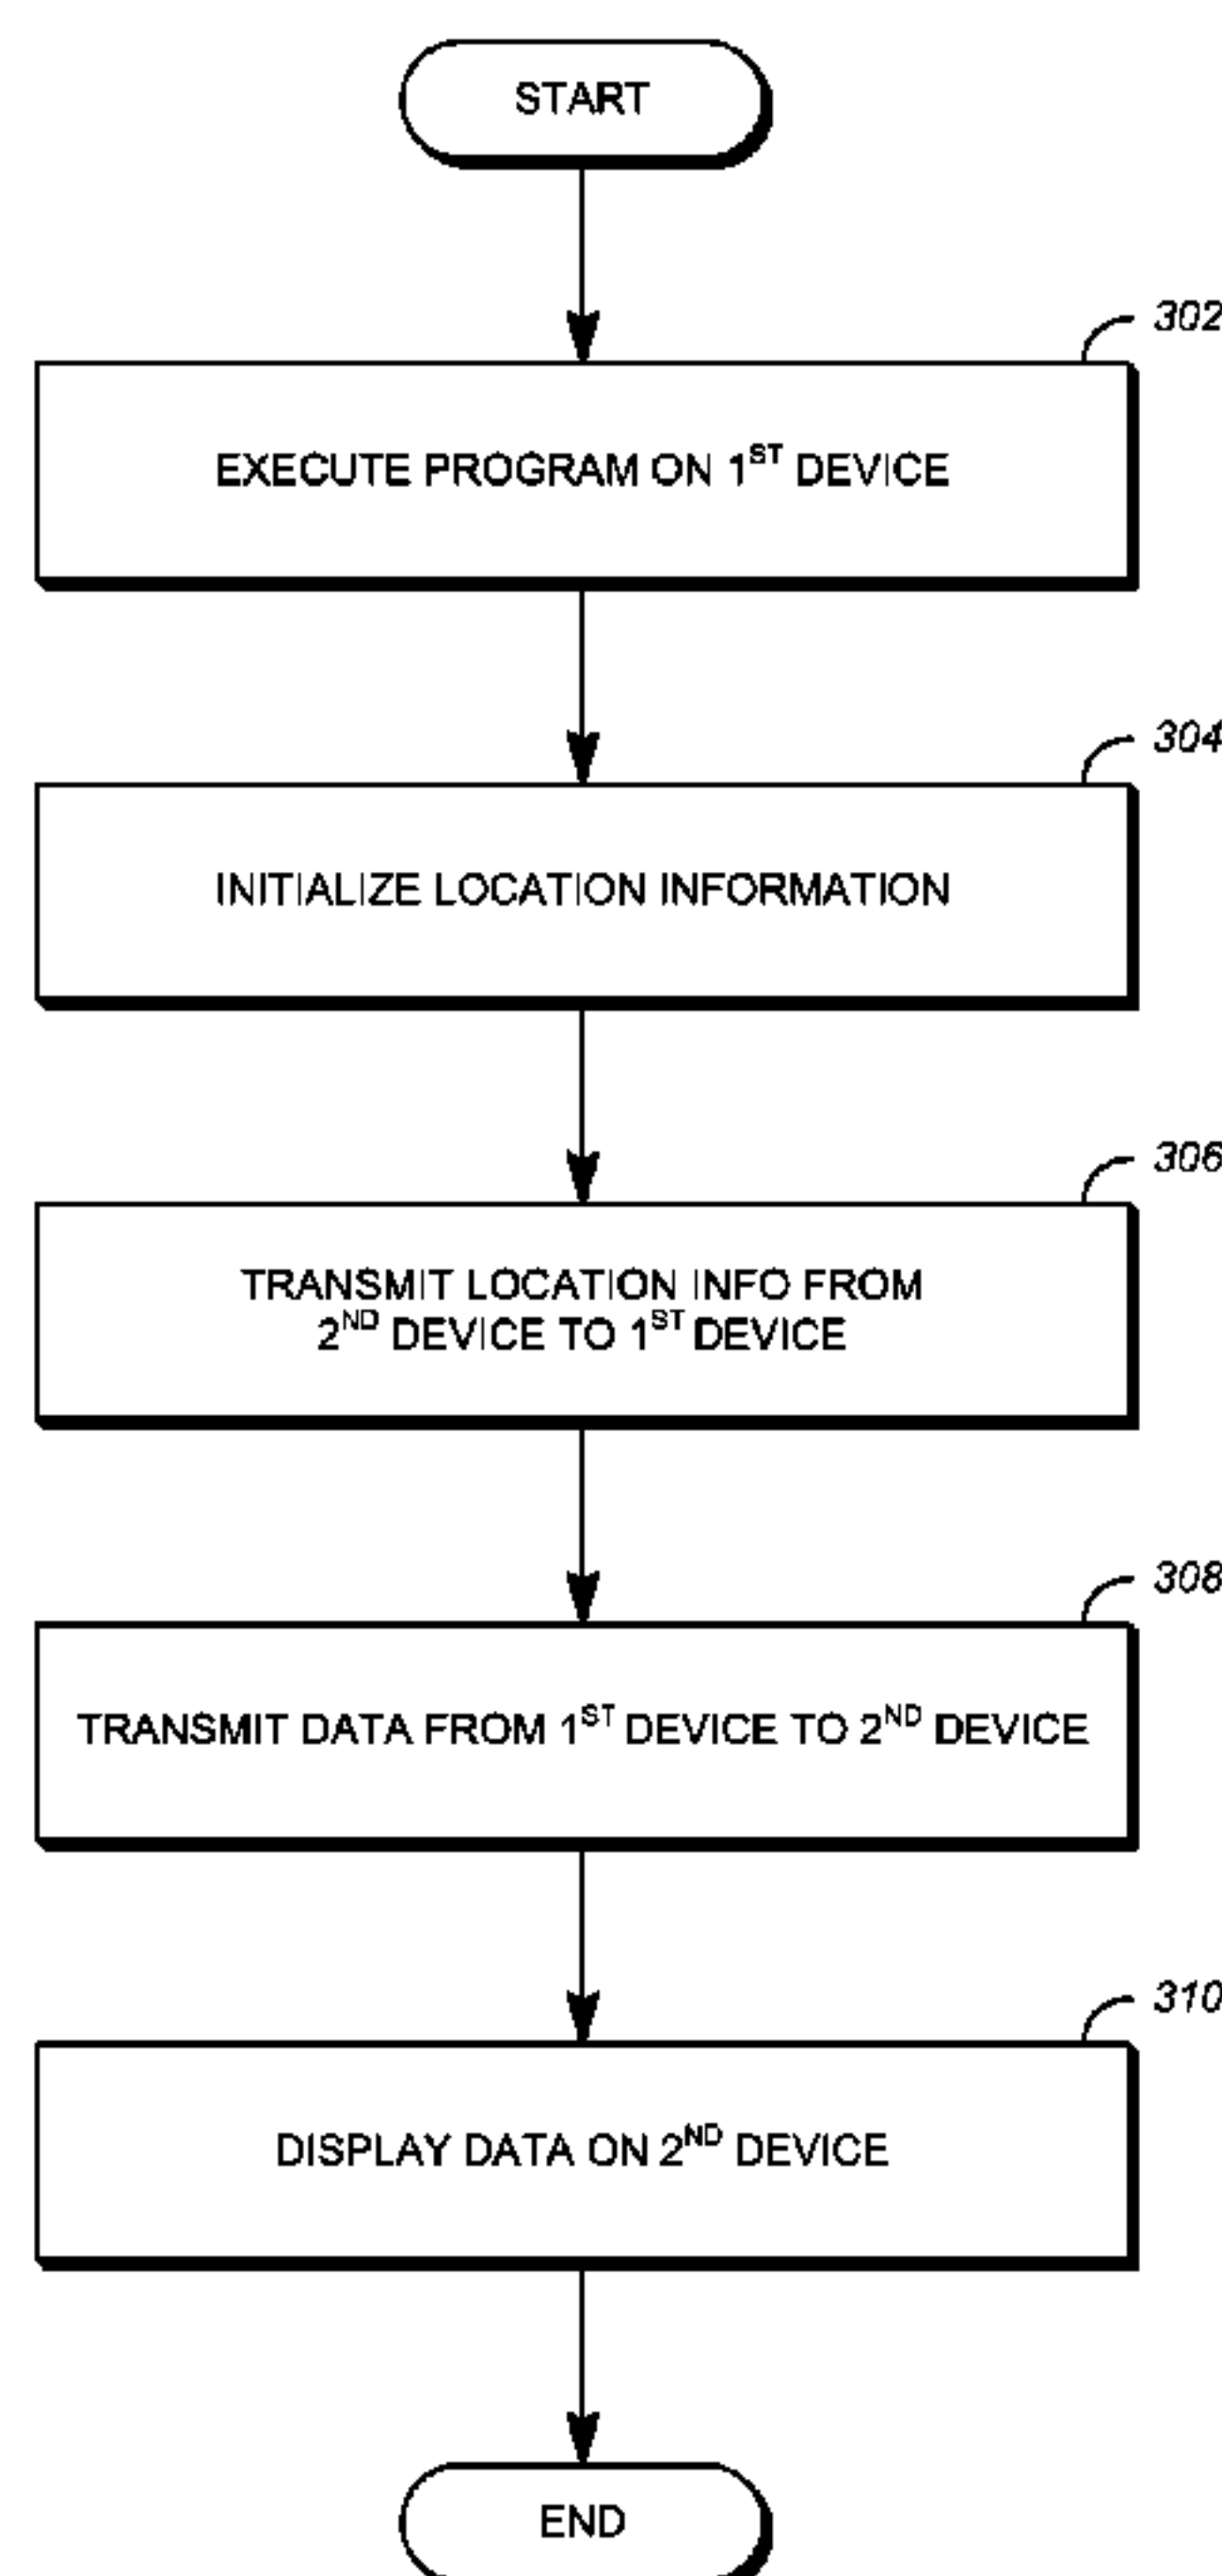 START
302
EXECUTE PROGRAM ON 1ST DEVICE
304
INITIALIZE LOCATION INFORMATION
306
TRANSMIT LOCATION INFO FROM
2ND DEVICE TO 1ST DEVICE
308
TRANSMIT DATA FROM 1ST DEVICE TO 2ND DEVICE
310
DISPLAY DATA ON 2ND DEVICE
END